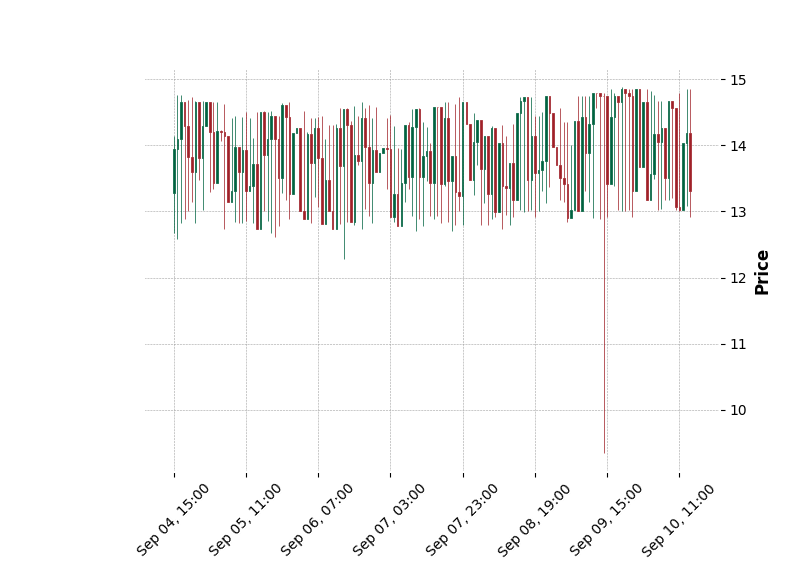 15
14
13
12
11
10
Price
Sep 04, 15:00
Sep 05, 11:00
Sep 06, 07:00
Sep 07, 03:00
Sep 07, 23:00
Sep 08, 19:00
Sep 09, 15:00
Sep 10, 11:00